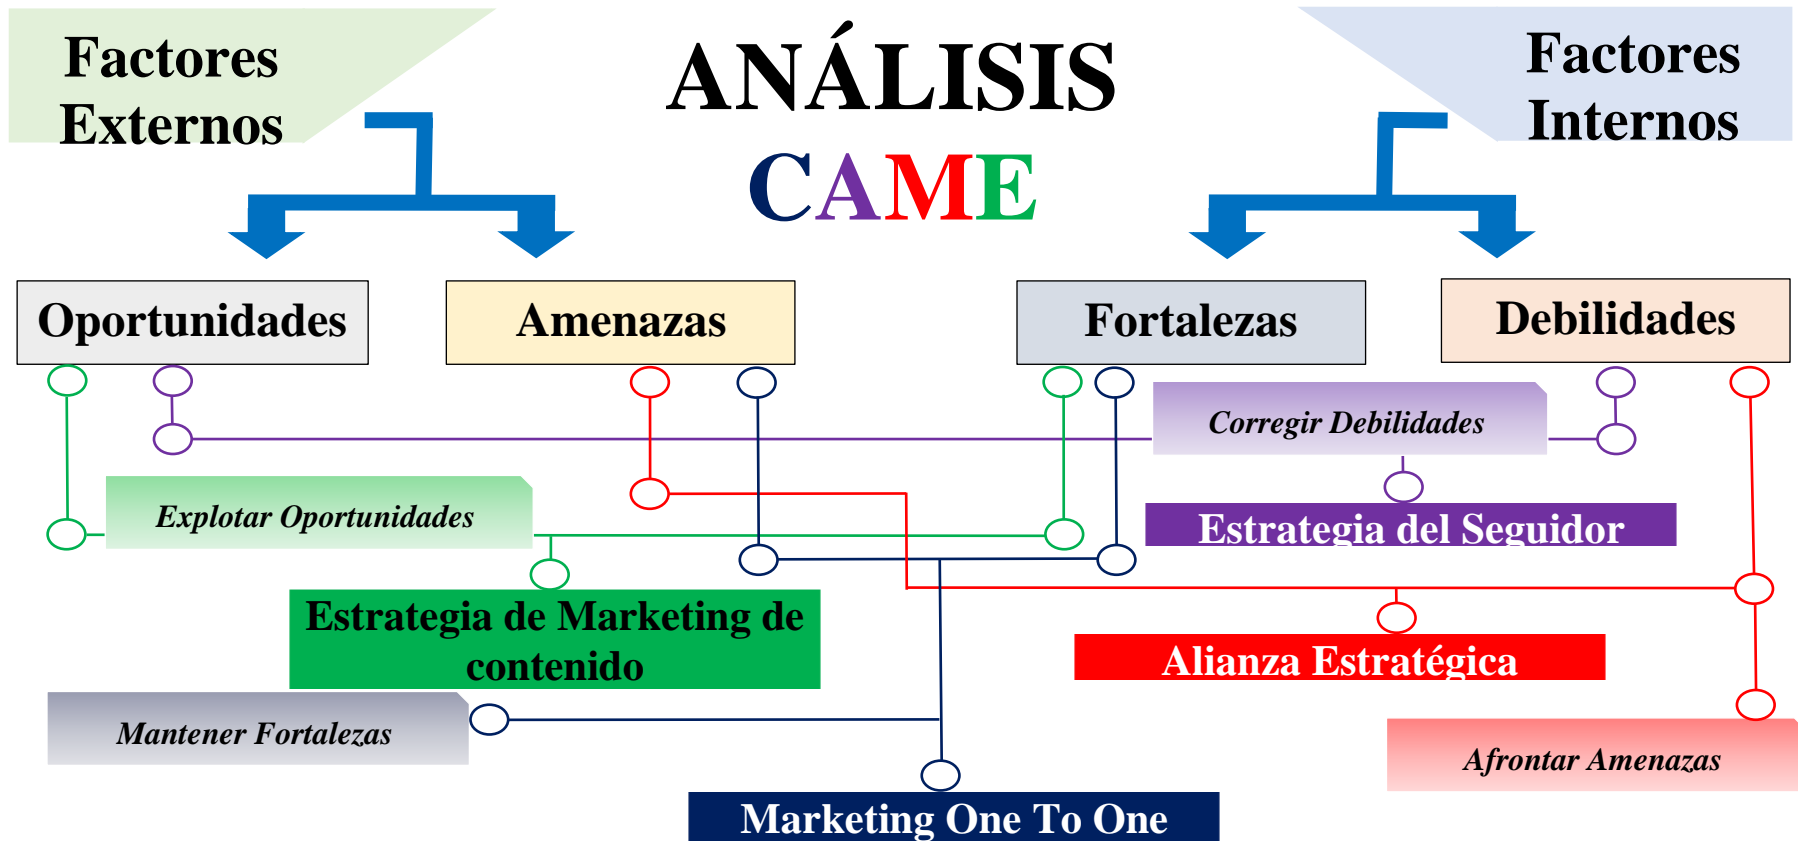 Factores
Externos
ANÁLISIS
CAME
Factores
Internos
Oportunidades
Amenazas
Fortalezas
Debilidades
Corregir Debilidades
Explotar Oportunidades
Estrategia del Seguidor
Estrategia de Marketing de
contenido
Alianza Estratégica
Mantener Fortalezas
Afrontar Amenazas
Marketing One To One